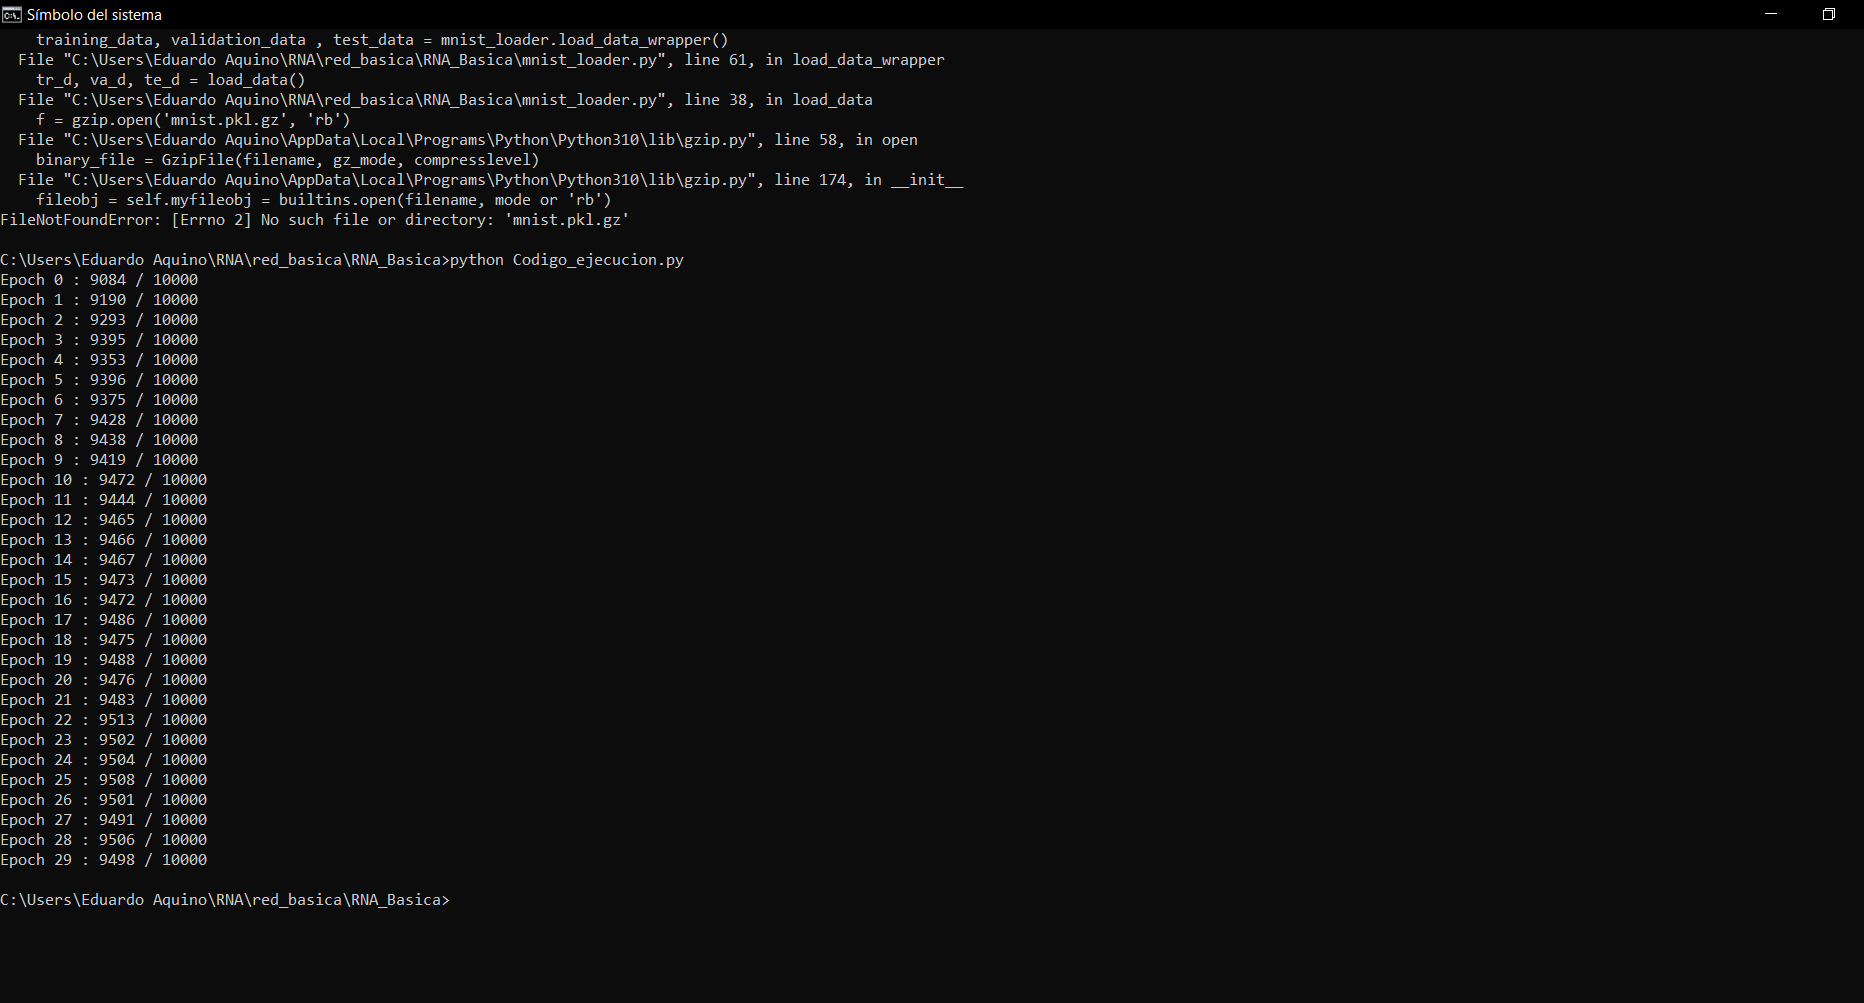 Símbolo del sistema
training_data, validation_data , test_data = mnist_loader.load_data_wrapper()
File "C:\Users\Eduardo Aquino\RNA\red_basica\RNA_Basica\mnist_loader.py", line 61, in load_data_wrapper
tr_d, va_d, te_d = load_data()
File "C:\Users\Eduardo Aquino\RNA\red_basica\RNA_Basica\mnist_loader.py", line 38, in load_data
f = gzip.open('mnist.pkl.gz', 'rb')
File "C:\Users\Eduardo Aquino\AppData\Local\Programs\Python\Python310\lib\gzip.py", line 58, in open
binary_file = GzipFile(filename, gz_mode, compresslevel)
File "C:\Users\Eduardo Aquino\AppData\Local\Programs\Python\Python310\lib\gzip.py", line 174, in __init__
fileobj = self.myfileobj = builtins.open(filename, mode or 'rb')
FileNotFoundError: [Errno 2] No such file or directory: 'mnist.pkl.gz'
C:\Users\Eduardo Aquino\RNA\red_basica\RNA_Basica>python Codigo_ejecucion.py
Epoch 0 : 9084 / 10000
Epoch 1 : 9190 / 10000
Epoch 2 : 9293 / 10000
Epoch 3 : 9395 / 10000
Epoch 4 : 9353 / 10000
Epoch 5 : 9396 / 10000
Epoch 6 : 9375 / 10000
Epoch 7 : 9428 / 10000
Epoch 8 : 9438 / 10000
Epoch 9 : 9419 / 10000
Epoch 10 : 9472 / 10000
Epoch 11 : 9444 / 10000
Epoch 12 : 9465 / 10000
Epoch 13 : 9466 / 10000
Epoch 14 : 9467 / 10000
Epoch 15 : 9473 / 10000
Epoch 16 : 9472 / 10000
Epoch 17 : 9486 / 10000
Epoch 18 : 9475 / 10000
Epoch 19 : 9488 / 10000
Epoch 20 : 9476 / 10000
Epoch 21 : 9483 / 10000
Epoch 22 : 9513 / 10000
Epoch 23 : 9502 / 10000
Epoch 24 : 9504 / 10000
Epoch 25 : 9508 / 10000
Epoch 26 : 9501 / 10000
Epoch 27 : 9491 / 10000
Epoch 28 : 9506 / 10000
Epoch 29 : 9498 / 10000
C:\Users\Eduardo Aquino\RNA\red_basica\RNA_Basica>